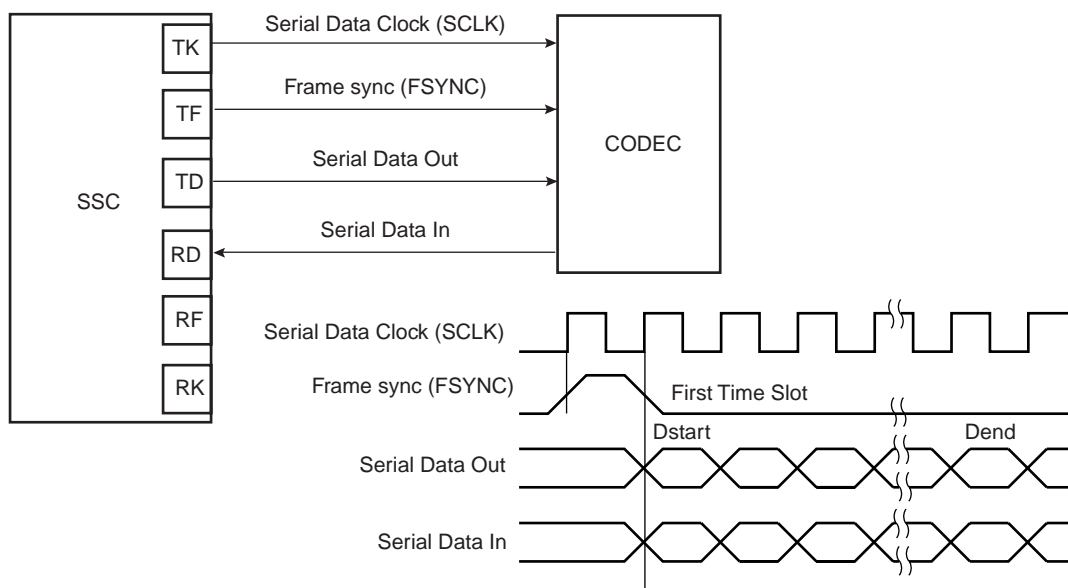 SSC
TK
TF
TD
RD
RF
RK
Serial Data Clock (SCLK)
Frame sync (FSYNC)
Serial Data Out
Serial Data In
CODEC
Serial Data Clock (SCLK)
Frame sync (FSYNC)
First Time Slot
Dstart
Dend
Serial Data Out
Serial Data In